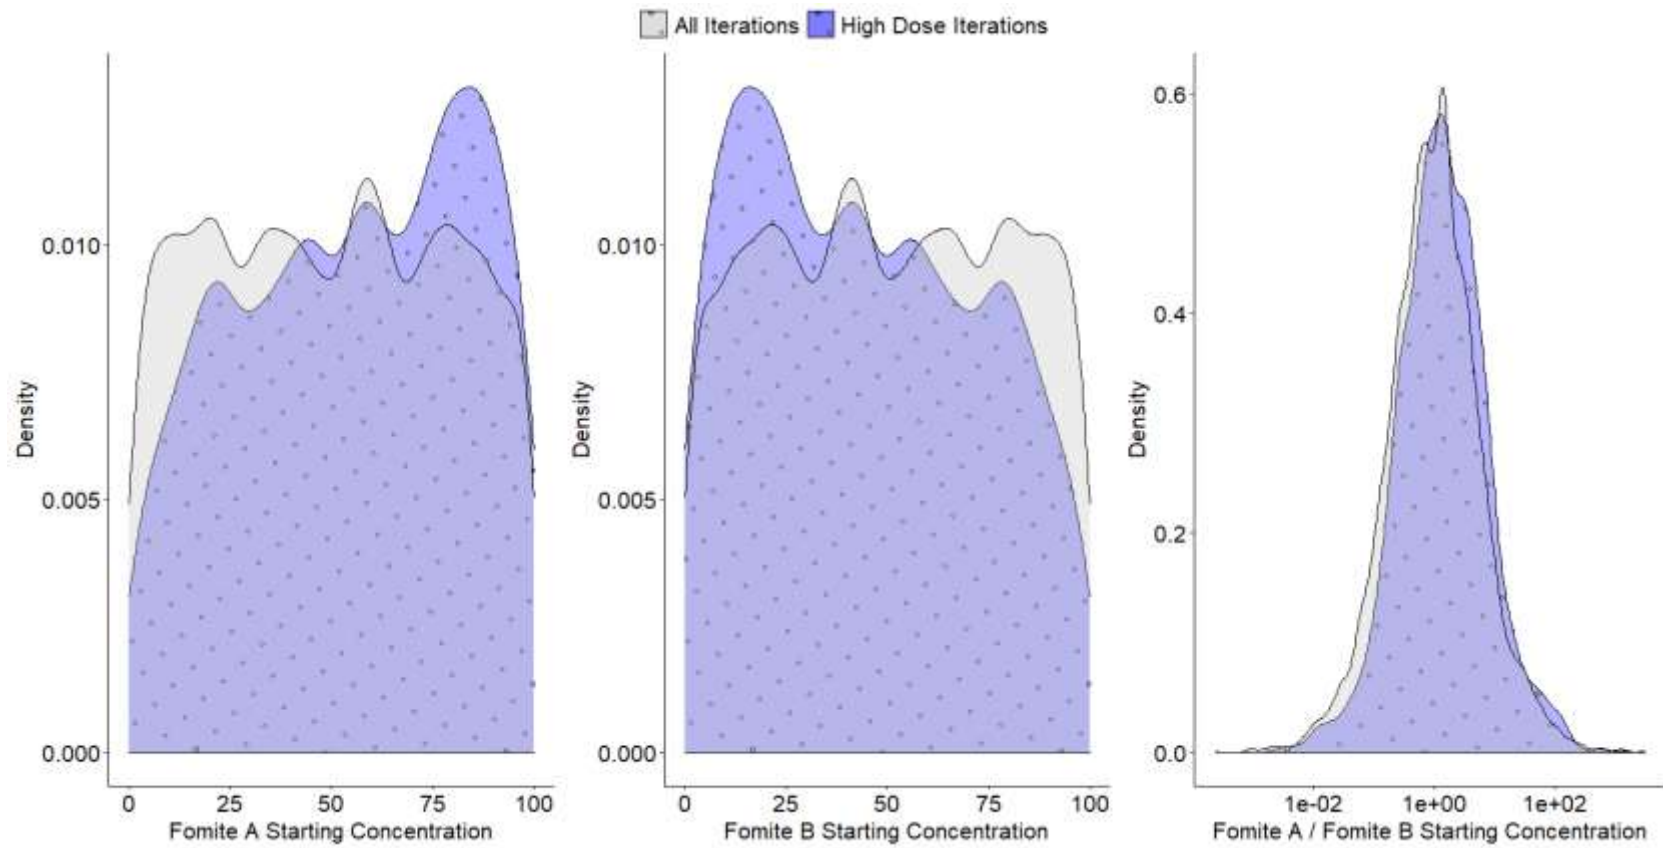 All Iterations High Dose Iterations
Density
0.010
0.005
0.000
0 25 50 75 100
Fomite A Starting Concentration
Density
0.010
0.005
0.000
0 25 50 75 100
Fomite B Starting Concentration
Density
0.6
0.4
0.2
0.0
1e-02 1e+00 1e+02
Fomite A / Fomite B Starting Concentration